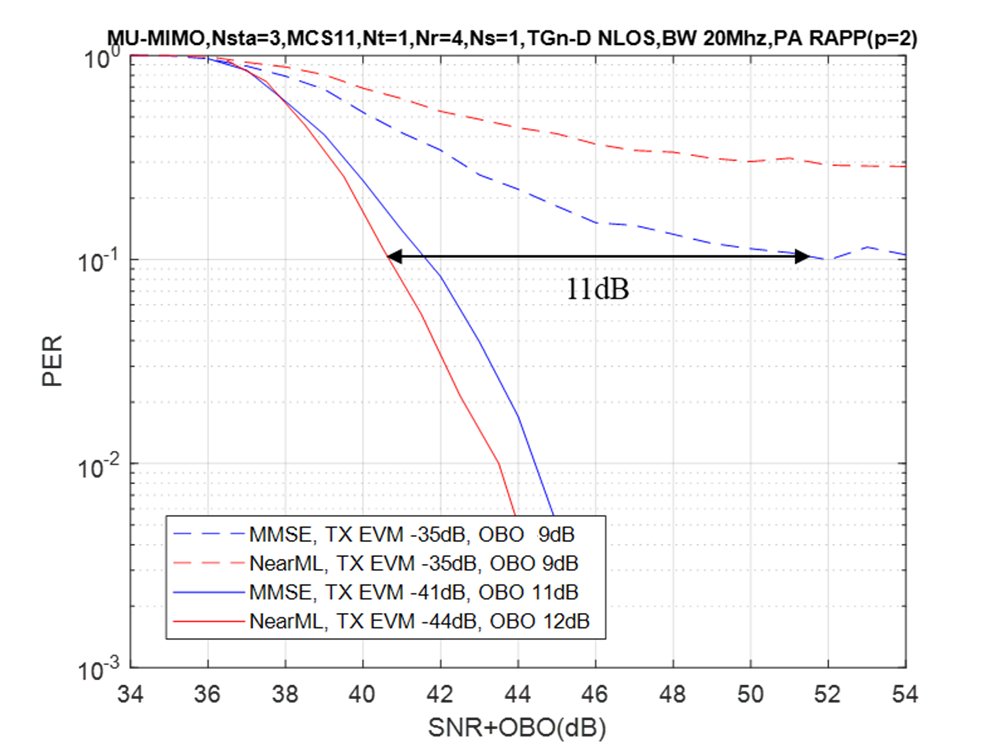 MU-MIMO,Nsta=3,MCS11,Nt=1,Nr=4,Ns=1,TGn-D NLOS,BW 20Mhz,PA RAPP(p=2)
10^0
10^-1
10^-2
10^-3
PER
11dB
MMSE, TX EVM -35dB, OBO -9dB
NearML, TX EVM -35dB, OBO 9dB
MMSE, TX EVM -41dB, OBO 11dB
NearML, TX EVM -44dB, OBO 12dB
34 36 38 40 42 44 46 48 50 52 54
SNR+OBO(dB)